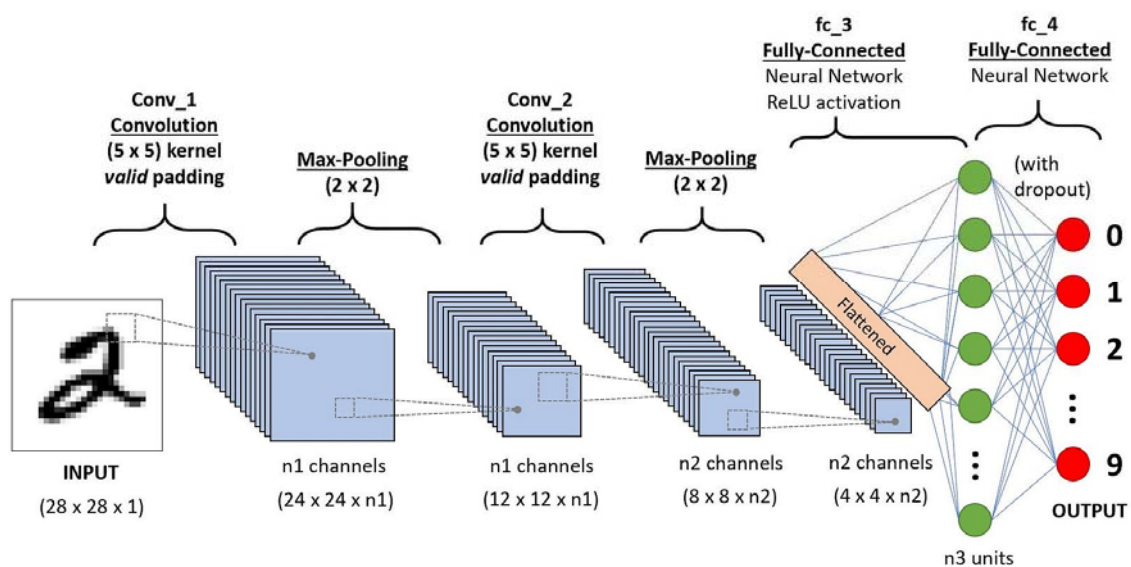 Conv_1
Convolution
(5 x 5) kernel
valid padding
Max-Pooling
(2 x 2)
Conv_2
Convolution
(5 x 5) kernel
valid padding
Max-Pooling
(2 x 2)
fc_3
Fully-Connected
Neural Network
ReLU activation
fc_4
Fully-Connected
Neural Network
(with
dropout)
Flattened
0
1
2
9
OUTPUT
2
INPUT
(28 x 28 x 1)
n1 channels
(24 x 24 x n1)
n1 channels
(12 x 12 x n1)
n2 channels
(8 x 8 x n2)
n2 channels
(4 x 4 x n2)
n3 units